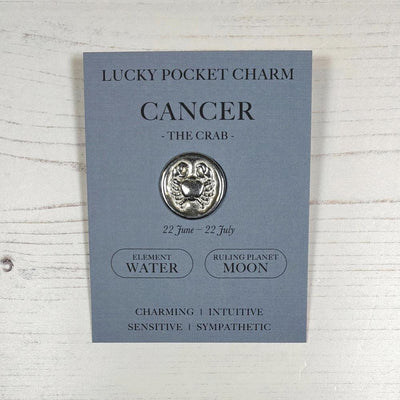 LUCKY POCKET CHARM
CANCER
- THE CRAB -
22 June – 22 July
ELEMENT
WATER
RULING PLANET
MOON
CHARMING | INTUITIVE
SENSITIVE | SYMPATHETIC